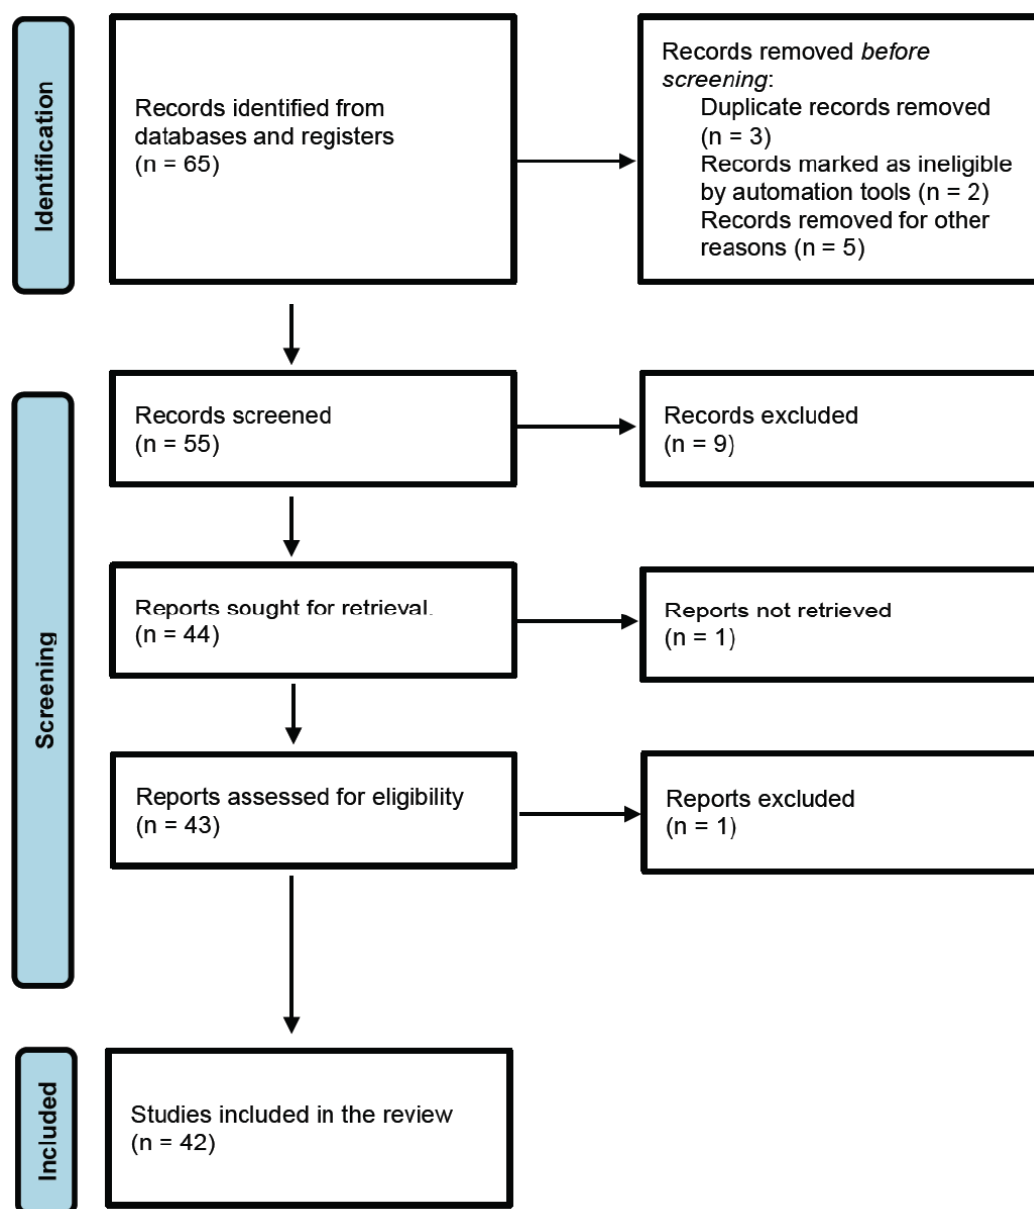 Identification
Records identified from
databases and registers
(n = 65)
Records removed before
screening:
Duplicate records removed
(n = 3)
Records marked as ineligible
by automation tools (n = 2)
Records removed for other
reasons (n = 5)
Screening
Records screened
(n = 55)
Records excluded
(n = 9)
Reports sought for retrieval.
(n = 44)
Reports not retrieved
(n = 1)
Reports assessed for eligibility
(n = 43)
Reports excluded
(n = 1)
Included
Studies included in the review
(n = 42)